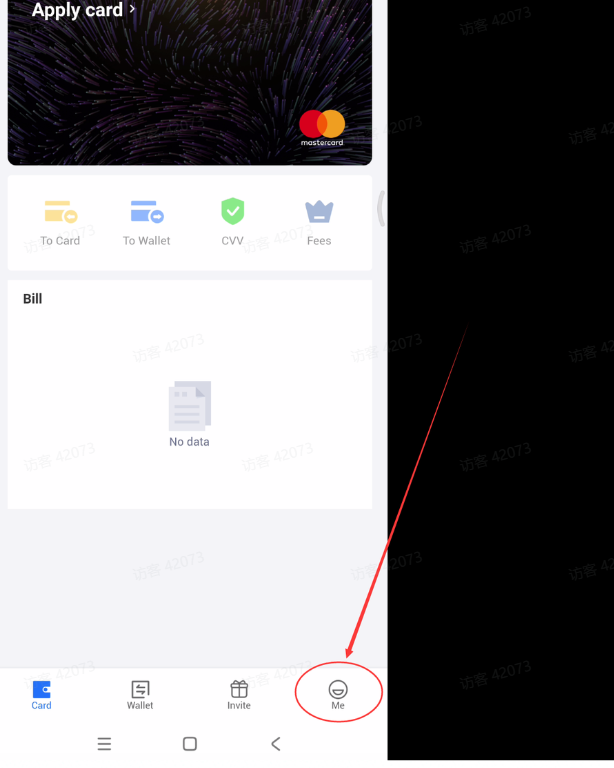 Apply card ›
mastercard
To Card To Wallet CVV Fees
Bill
No data
Card Wallet Invite Me
访客 42073